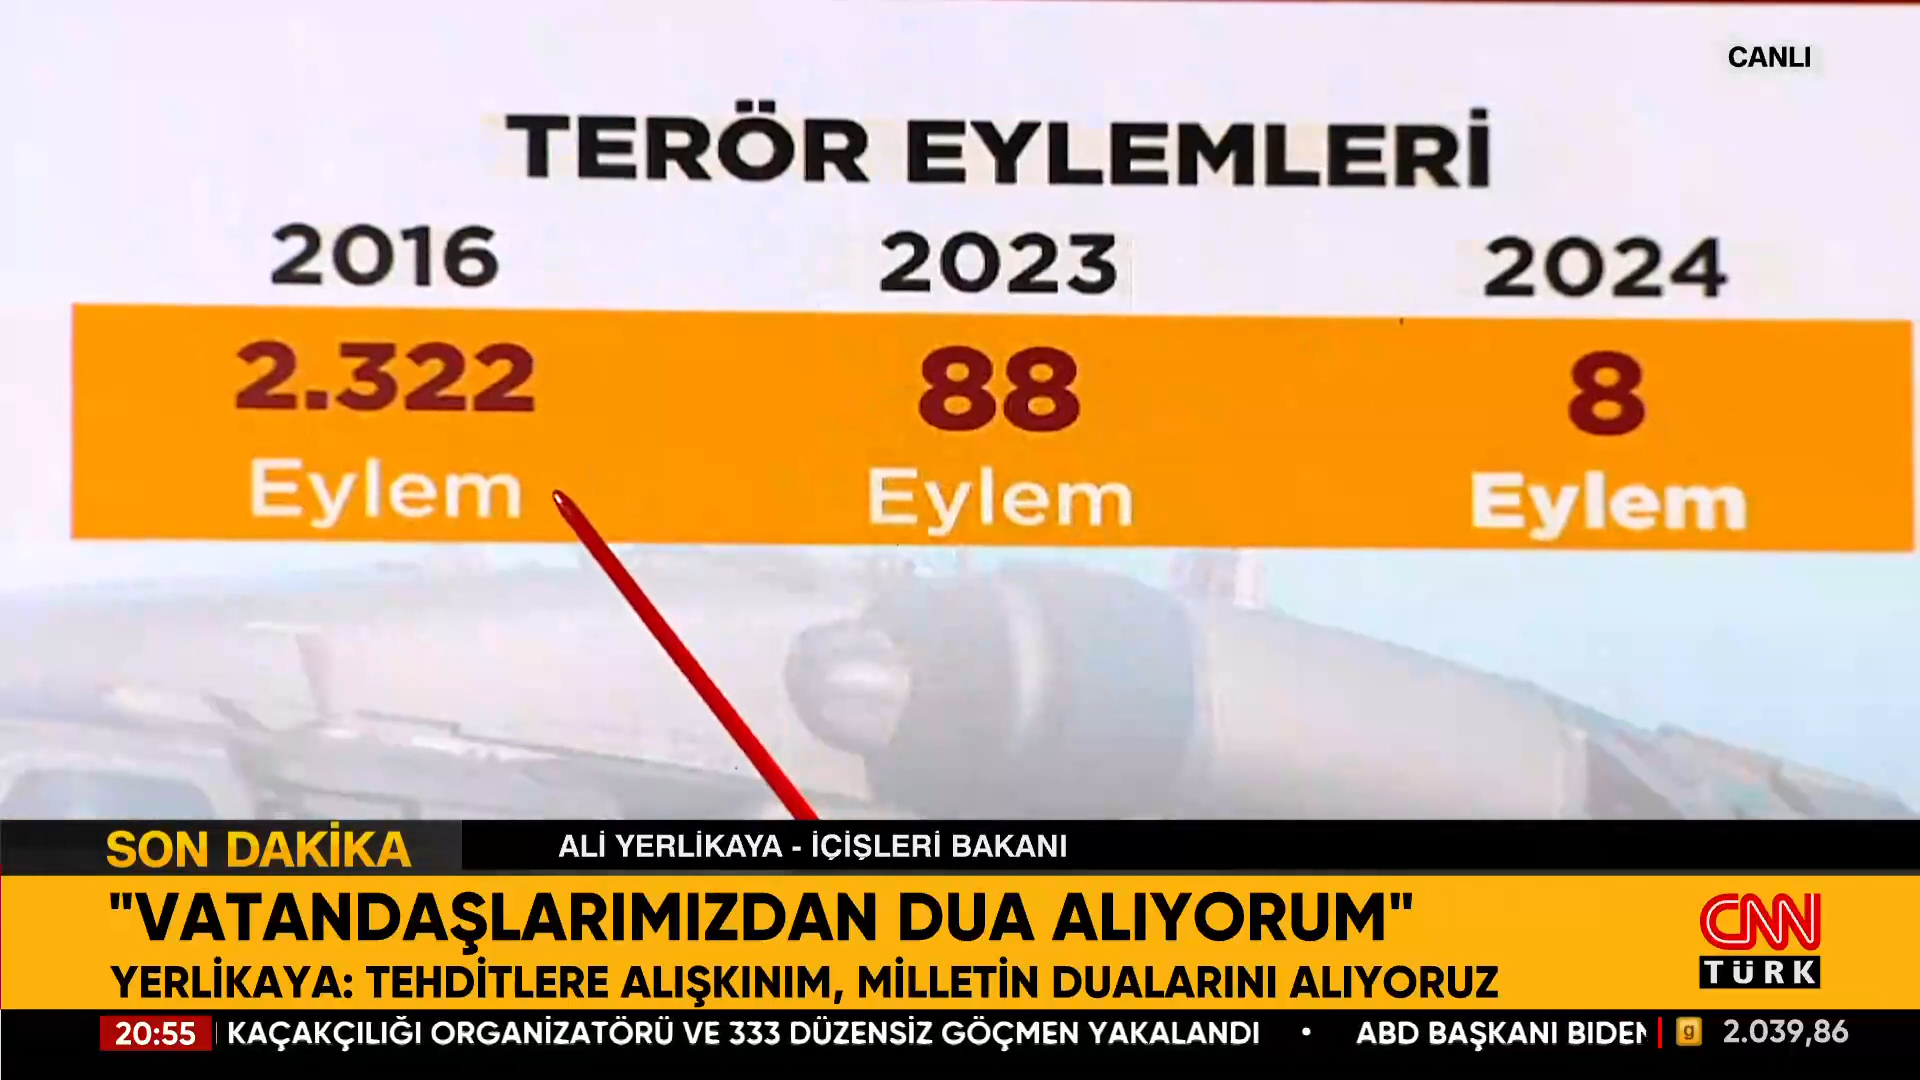 CANLI
TERÖR EYLEMLERİ
2016 2023 2024
2.322 88 8
Eylem Eylem Eylem
SON DAKİKA
ALİ YERLİKAYA - İÇİŞLERİ BAKANI
"VATANDAŞLARIMIZDAN DUA ALIYORUM"
YERLİKAYA: TEHDİTLERE ALIŞKINIM, MİLLETİN DUALARINI ALIYORUZ
CNN
TÜRK
20:55 KAÇAKÇILIĞI ORGANİZATÖRÜ VE 333 DÜZENSİZ GÖÇMEN YAKALANDI • ABD BAŞKANI BIDEN g 2.039,86